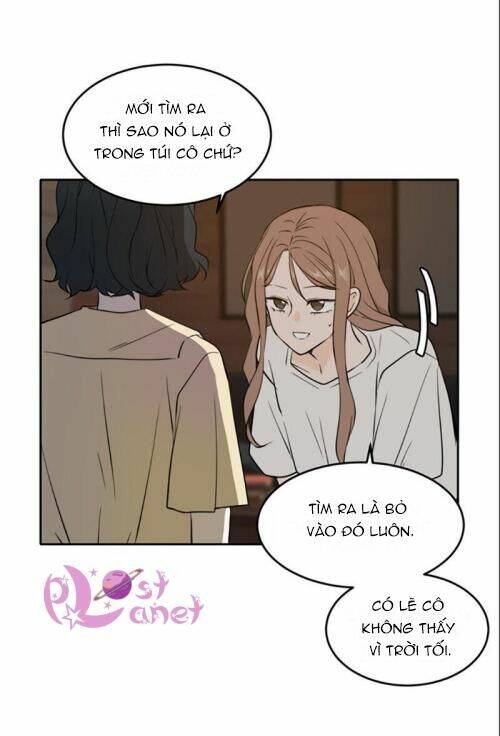 MỚI TÌM RA
THÌ SAO NÓ LẠI Ở
TRONG TÚI CÔ CHỨ?
TÌM RA LÀ BỎ
VÀO ĐÓ LUÔN.
CÓ LẼ CÔ
KHÔNG THẤY
VÌ TRỜI TỐI.
Lost
Planet